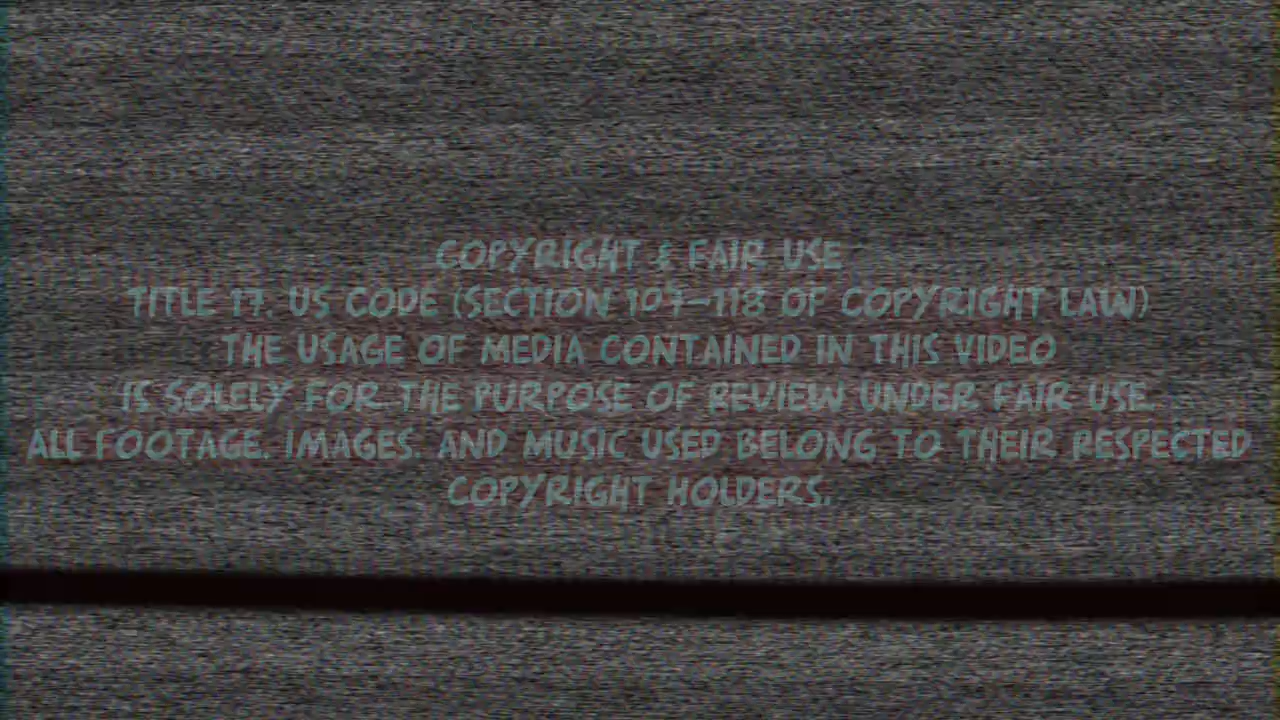 COPYRIGHT & FAIR USE
TITLE 17. US CODE (SECTION 107-118 OF COPYRIGHT LAW)
THE USAGE OF MEDIA CONTAINED IN THIS VIDEO
IS SOLELY FOR THE PURPOSE OF REVIEW UNDER FAIR USE.
ALL FOOTAGE, IMAGES, AND MUSIC USED BELONG TO THEIR RESPECTED
COPYRIGHT HOLDERS.